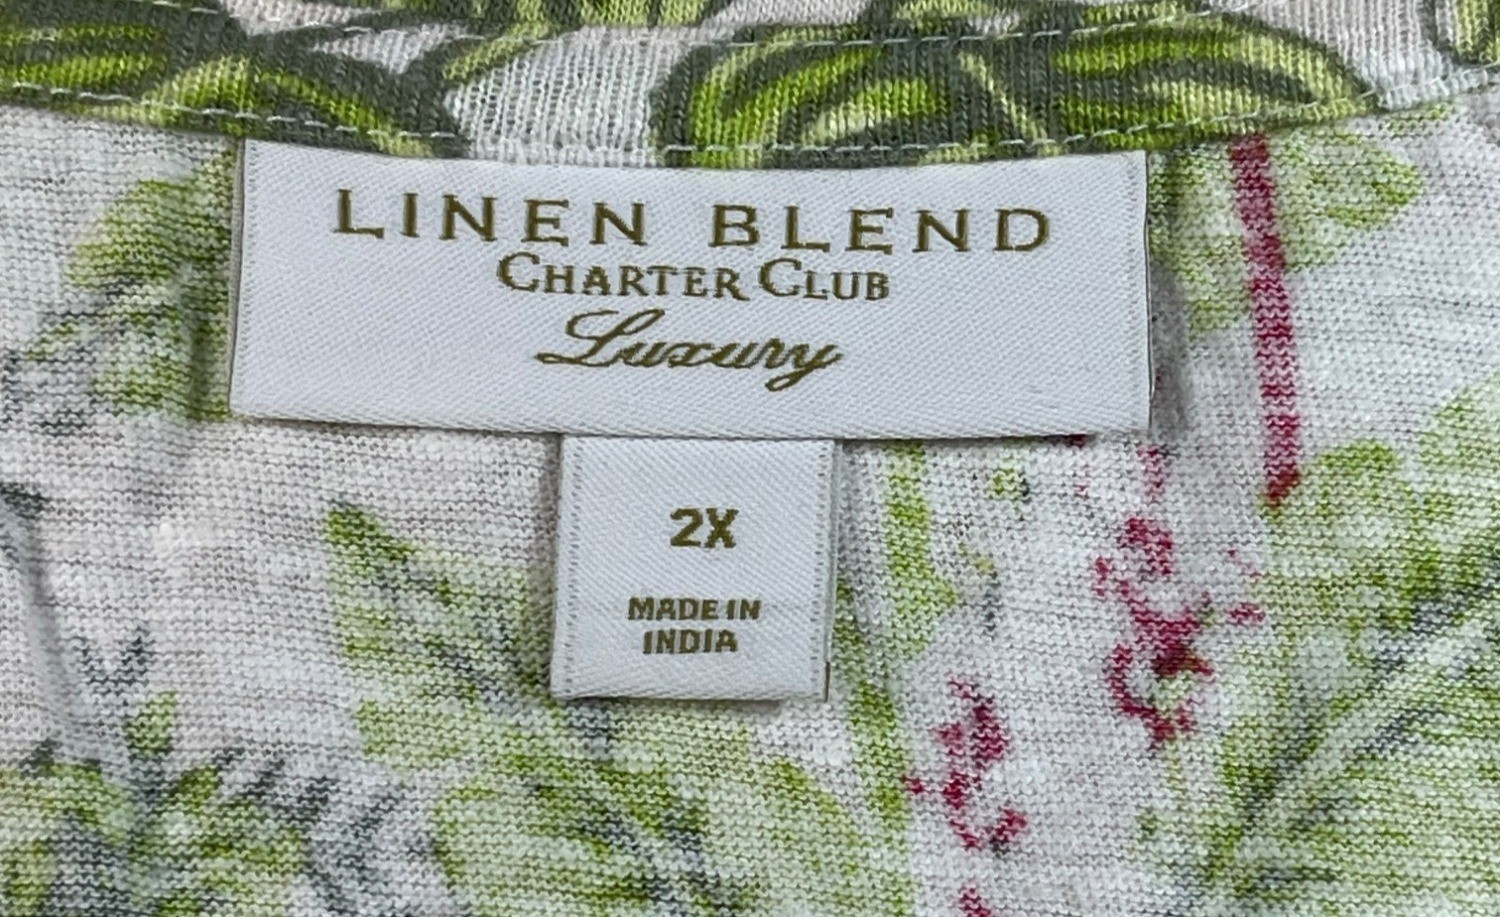 LINEN BLEND
CHARTER CLUB
Luxury
2X
MADE IN
INDIA